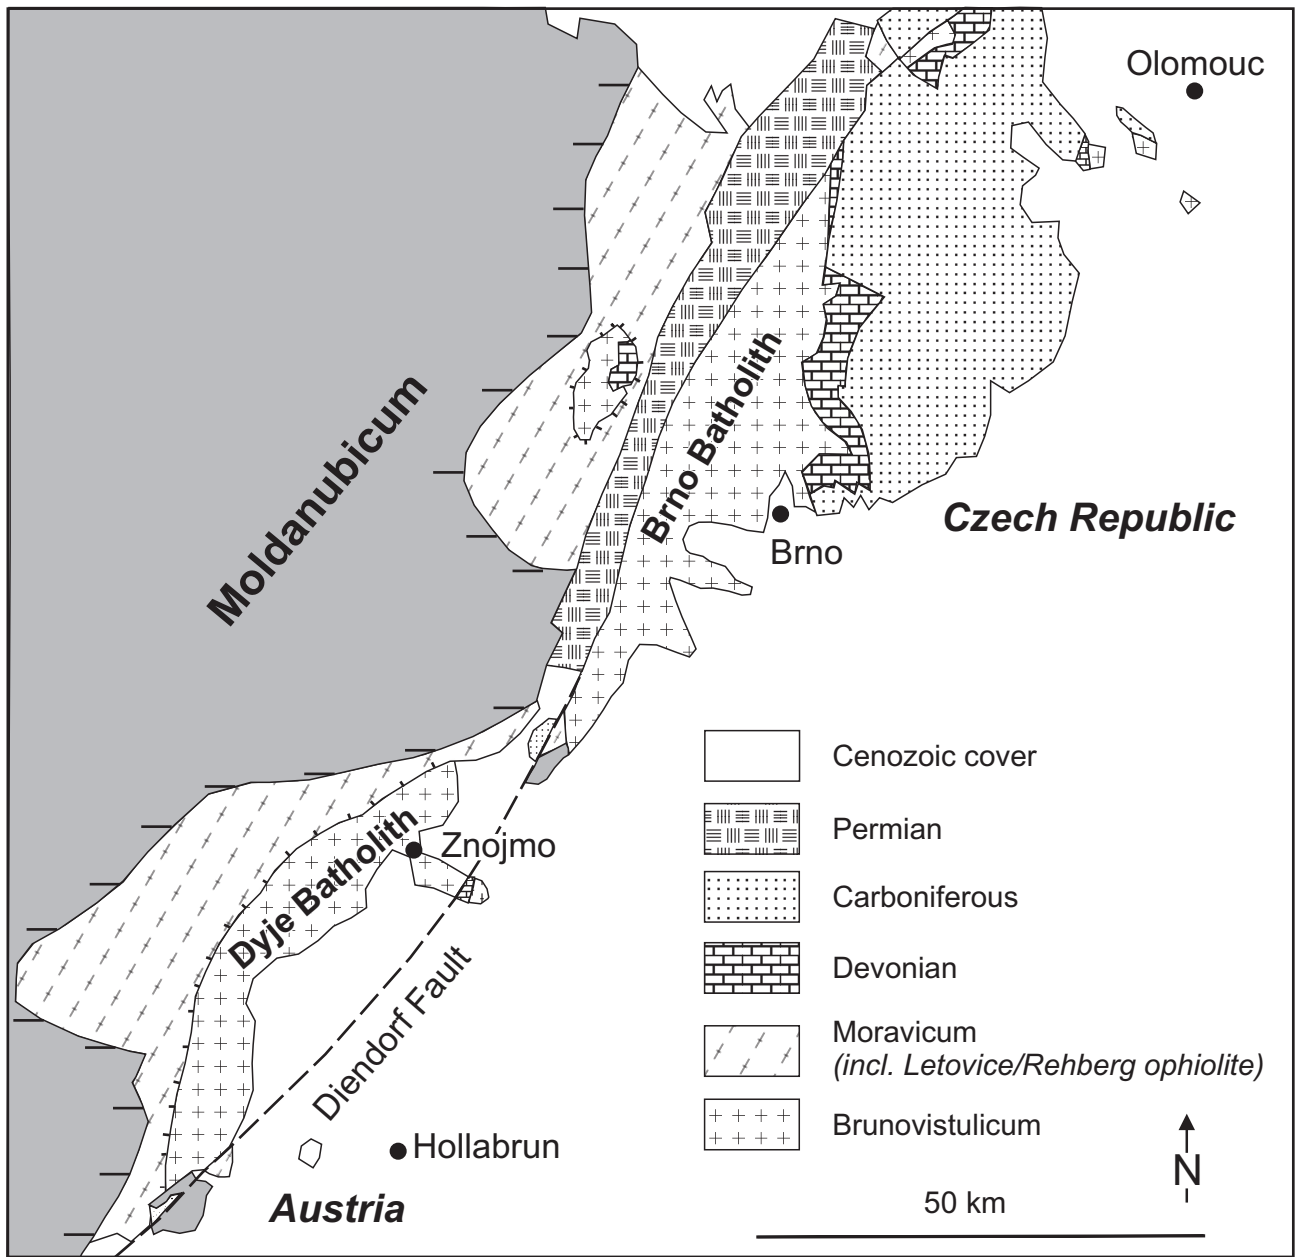 Olomouc
Moldanubicum
Brno Batholith
Czech Republic
Brno
Cenozoic cover
Permian
Znojmo
Dyje Batholith
Carboniferous
Devonian
Diendorf Fault
Moravicum
(incl. Letovice/Rehberg ophiolite)
Brunovistulicum
Hollabrun
N
Austria
50 km